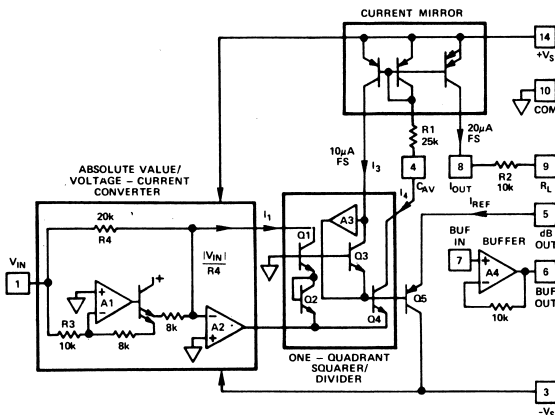 CURRENT MIRROR
14
+VS
10
COM
R1
25k
10µA
FS
20µA
FS
I3
4
CAV
8
IOUT
R2
10k
9
RL
ABSOLUTE VALUE/
VOLTAGE – CURRENT
CONVERTER
20k
R4
I1
|VIN|
R4
VIN
1
A1
+
–
+
R3
10k
8k
8k
–
+
A2
Q1
Q2
A3
Q3
I4
Q4
Q5
ONE – QUADRANT
SQUARER/
DIVIDER
IREF
5
dB
OUT
BUF
IN
BUFFER
7
+
–
A4
10k
6
BUF
OUT
3
–VS